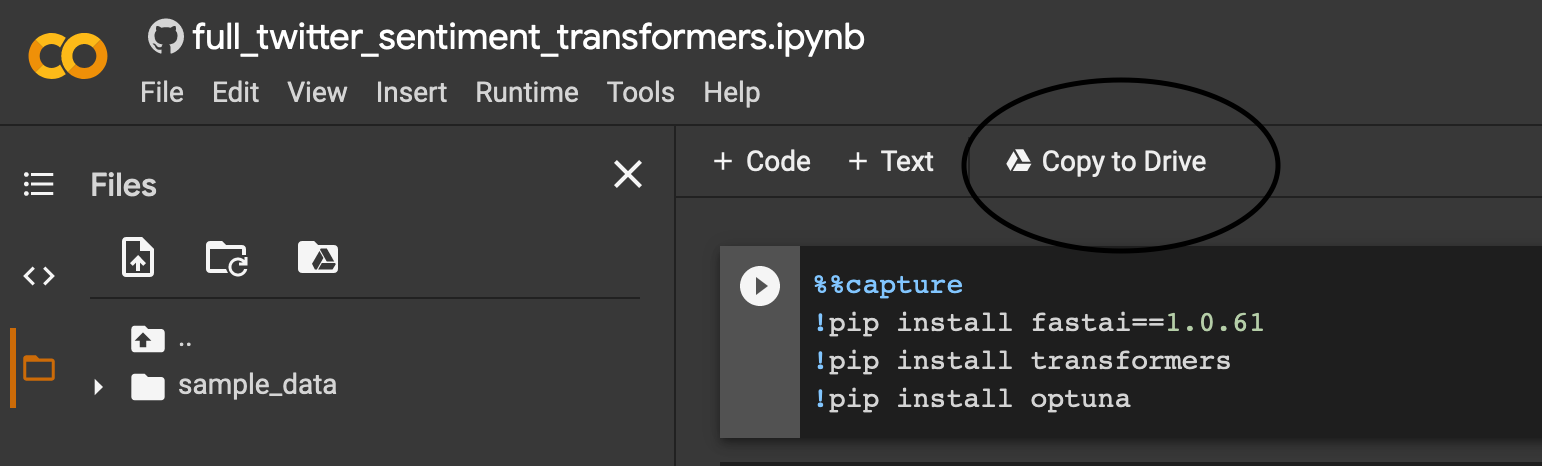 full_twitter_sentiment_transformers.ipynb
File Edit View Insert Runtime Tools Help
Files
+ Code + Text Copy to Drive
..
sample_data
%%capture
!pip install fastai==1.0.61
!pip install transformers
!pip install optuna